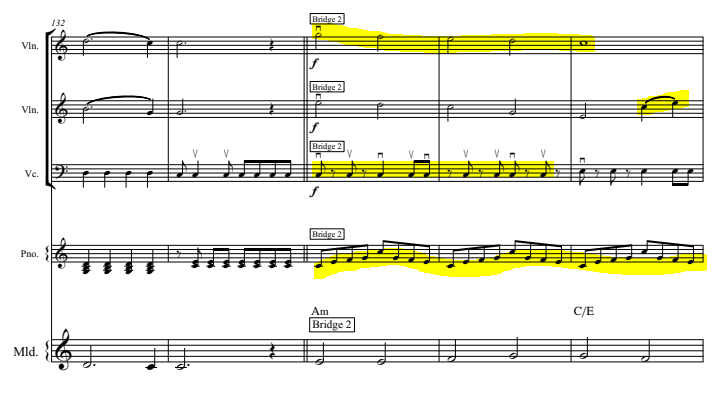 132
Bridge 2
Vln.
f
Bridge 2
Vln.
f
Bridge 2
Vc.
f
Bridge 2
Pno.
Am C/E
Bridge 2
Mld.